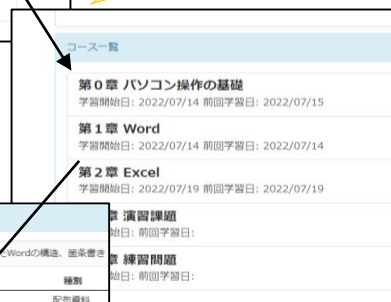 コース一覧
第0章 パソコン操作の基礎
学習開始日: 2022/07/14 前回学習日: 2022/07/15
第1章 Word
学習開始日: 2022/07/14 前回学習日: 2022/07/14
第2章 Excel
学習開始日: 2022/07/19 前回学習日: 2022/07/19
章 演習課題
始日: 前回学習日:
章 練習問題
始日: 前回学習日:
Wordの構造、箇条書き
種別
配布資料